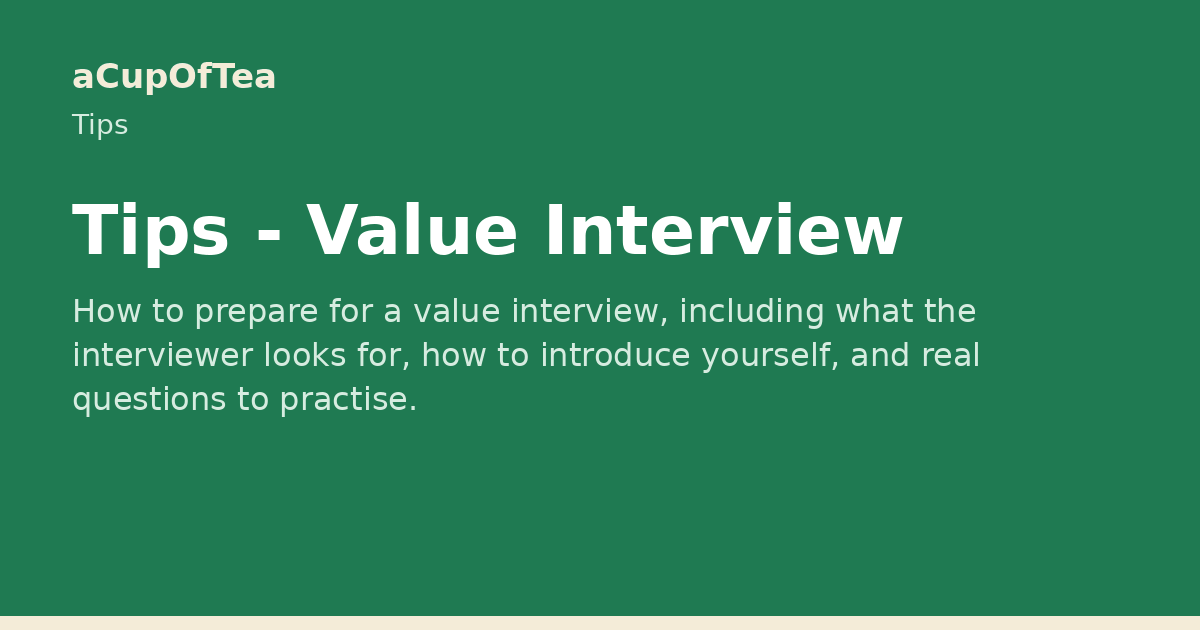 aCupOfTea
Tips
Tips - Value Interview
How to prepare for a value interview, including what the
interviewer looks for, how to introduce yourself, and real
questions to practise.